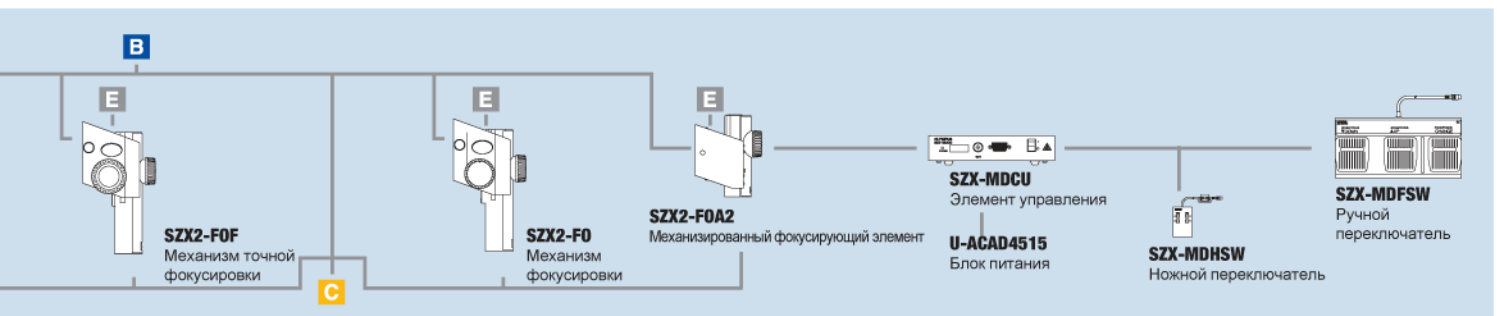 B
E
E
E
SZX2-FOF
Механизм точной
фокусировки
C
SZX2-FO
Механизм
фокусировки
SZX2-FOA2
Механизированный фокусирующий элемент
SZX-MDCU
Элемент управления
U-ACAD4515
Блок питания
SZX-MDHSW
Ножной переключатель
SZX-MDFSW
Ручной
переключатель